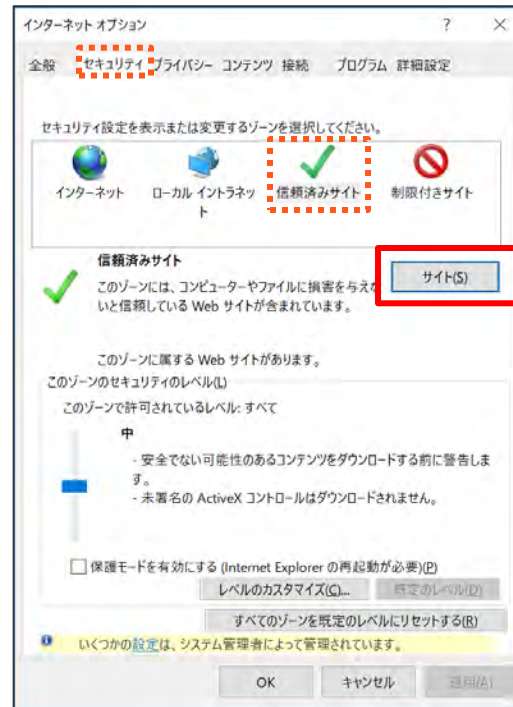 インターネット オプション ? ×
全般 セキュリティ プライバシー コンテンツ 接続 プログラム 詳細設定
セキュリティ設定を表示または変更するゾーンを選択してください。
インターネット ローカル イントラネッ 信頼済みサイト 制限付きサイト
ト
信頼済みサイト
サイト(S)
このゾーンには、コンピューターやファイルに損害を与えな
いと信頼している Web サイトが含まれています。
このゾーンに属する Web サイトがあります。
このゾーンのセキュリティのレベル(L)
このゾーンで許可されているレベル: すべて
中
- 安全でない可能性のあるコンテンツをダウンロードする前に警告しま
す。
- 未署名の ActiveX コントロールはダウンロードされません。
保護モードを有効にする (Internet Explorer の再起動が必要)(P)
レベルのカスタマイズ(C)... 既定のレベル(D)
すべてのゾーンを既定のレベルにリセットする(R)
いくつかの設定は、システム管理者によって管理されています。
OK キャンセル 適用(A)